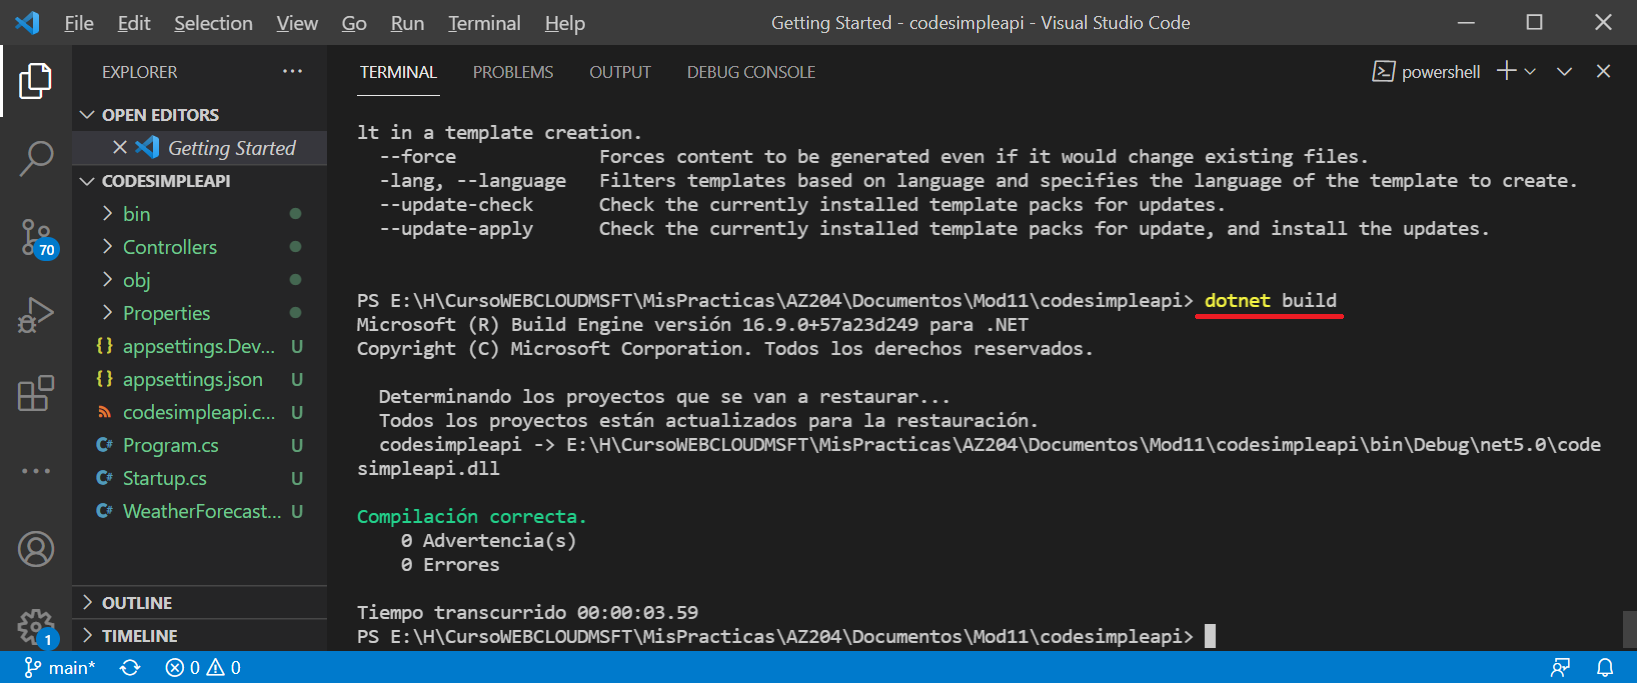 File Edit Selection View Go Run Terminal Help Getting Started - codesimpleapi - Visual Studio Code
EXPLORER
OPEN EDITORS
Getting Started
CODESIMPLEAPI
bin
Controllers
obj
Properties
{} appsettings.Dev... U
{} appsettings.json U
codesimpleapi.c... U
C# Program.cs U
C# Startup.cs U
C# WeatherForecast... U
OUTLINE
TIMELINE
70
1
TERMINAL PROBLEMS OUTPUT DEBUG CONSOLE powershell
lt in a template creation.
--force Forces content to be generated even if it would change existing files.
-lang, --language Filters templates based on language and specifies the language of the template to create.
--update-check Check the currently installed template packs for updates.
--update-apply Check the currently installed template packs for update, and install the updates.
PS E:\H\CursoWEBCLOUDMSFT\MisPracticas\AZ204\Documentos\Mod11\codesimpleapi> dotnet build
Microsoft (R) Build Engine versión 16.9.0+57a23d249 para .NET
Copyright (C) Microsoft Corporation. Todos los derechos reservados.
Determinando los proyectos que se van a restaurar...
Todos los proyectos están actualizados para la restauración.
codesimpleapi -> E:\H\CursoWEBCLOUDMSFT\MisPracticas\AZ204\Documentos\Mod11\codesimpleapi\bin\Debug\net5.0\code
simpleapi.dll
Compilación correcta.
0 Advertencia(s)
0 Errores
Tiempo transcurrido 00:00:03.59
PS E:\H\CursoWEBCLOUDMSFT\MisPracticas\AZ204\Documentos\Mod11\codesimpleapi>
main* 0 0